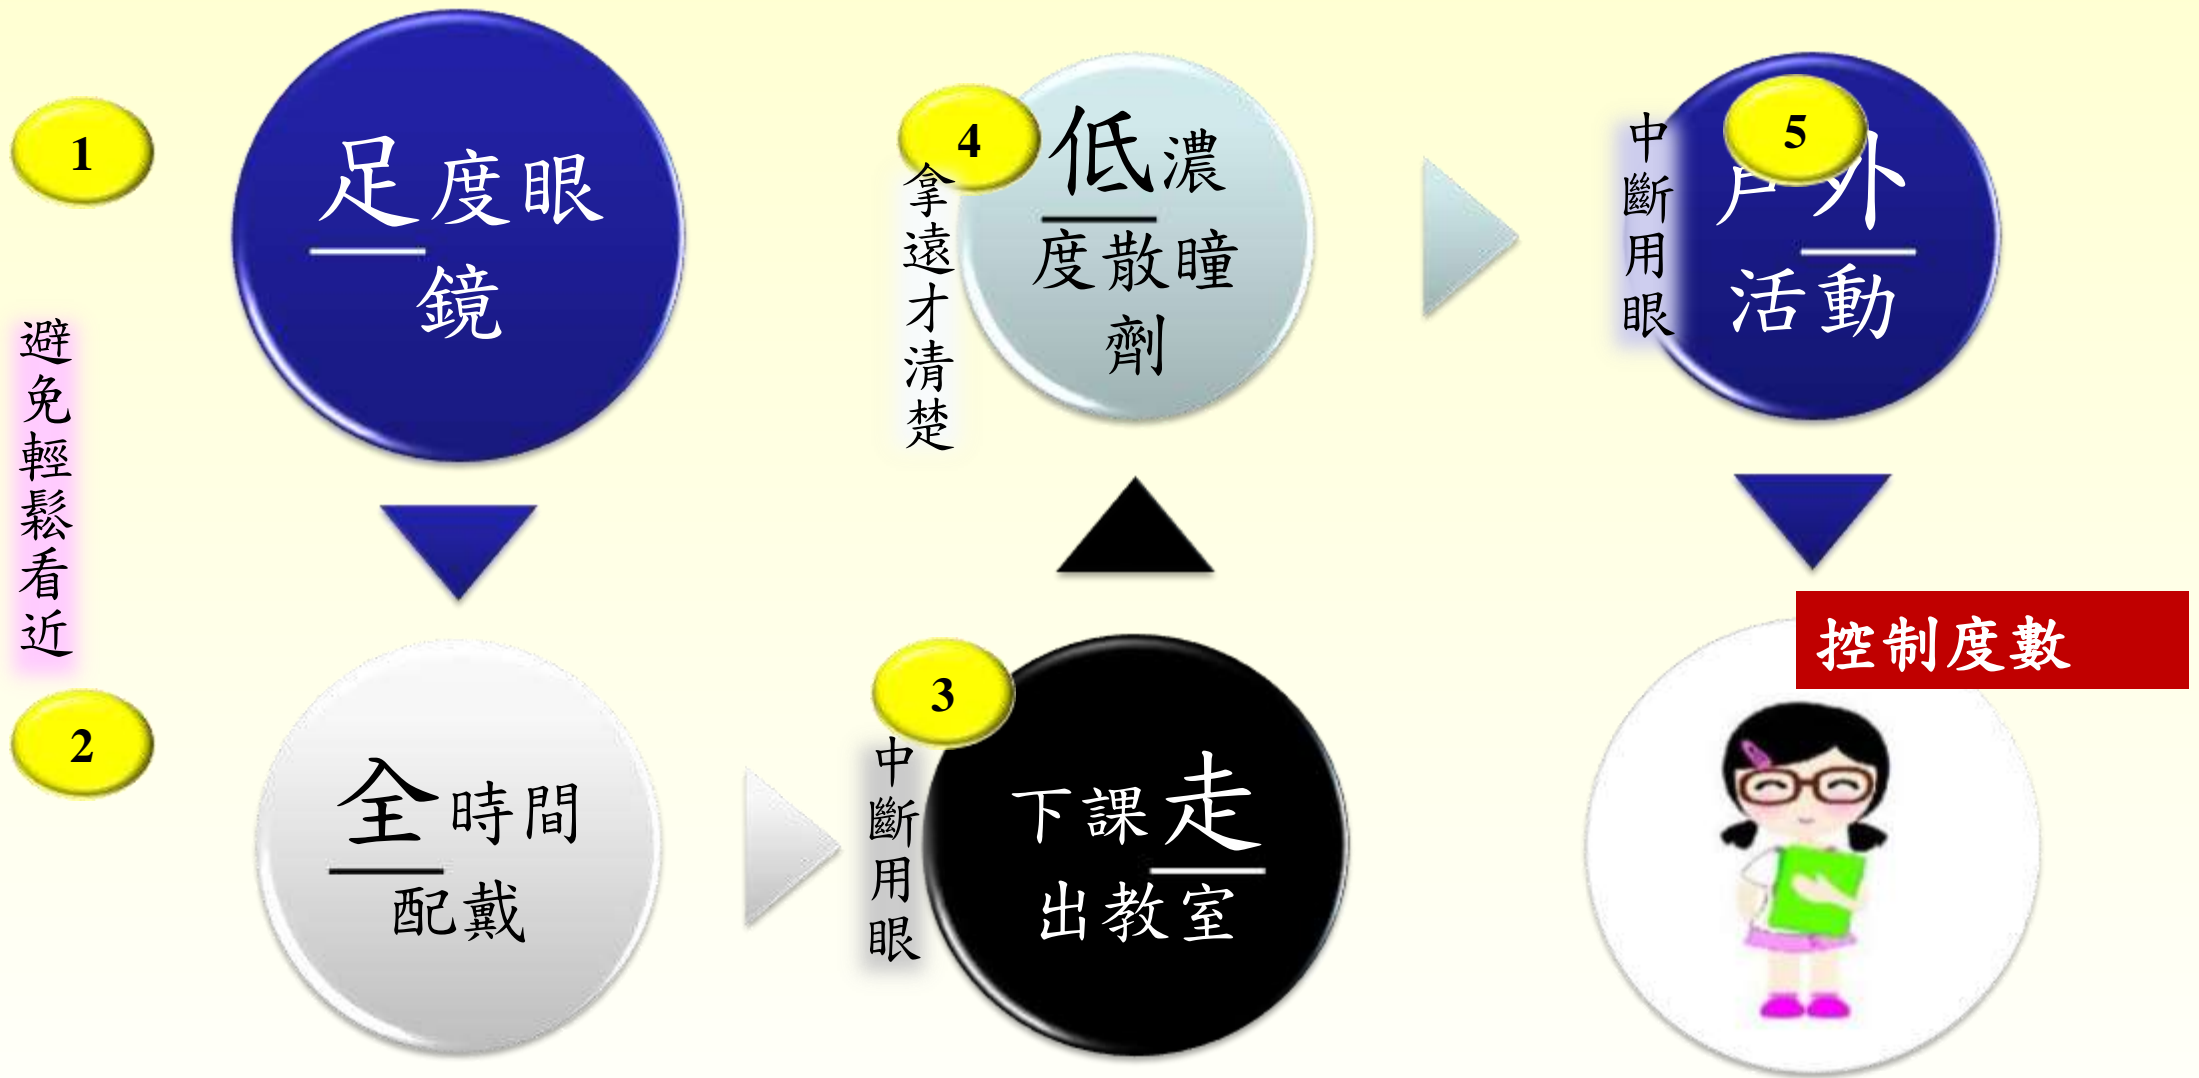 1
足度眼
鏡
避免輕鬆看近
2
全時間
配戴
3
中斷用眼
下課走
出教室
4
拿遠才清楚
低濃
度散瞳
劑
5
中斷用眼
戶外
活動
控制度數